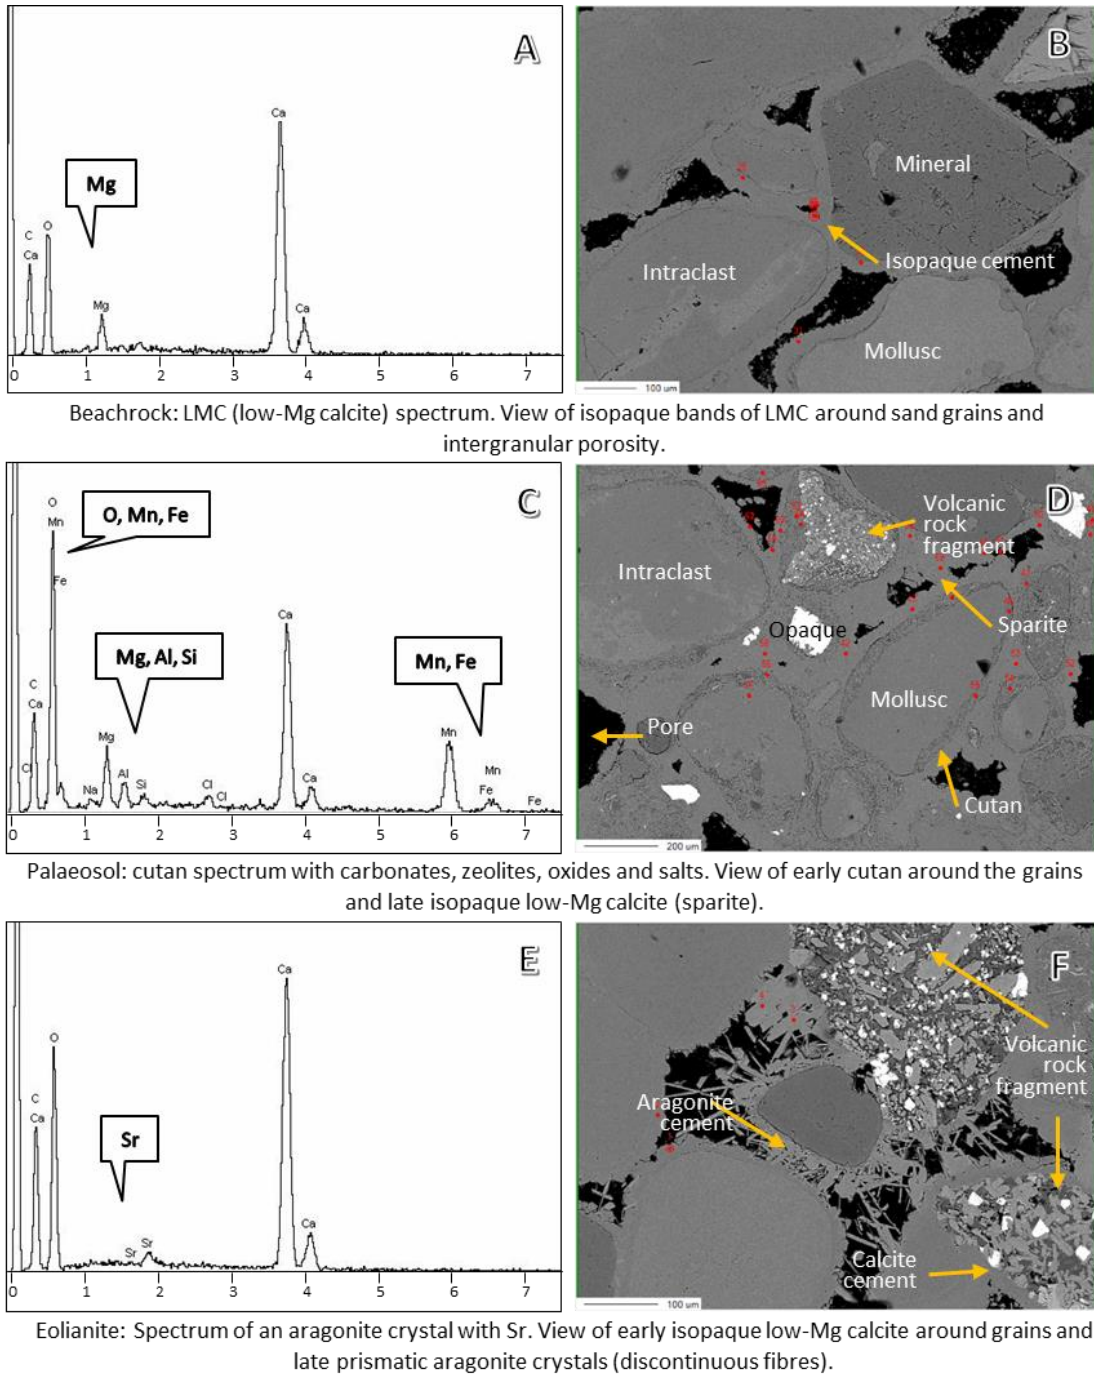 A
Ca
Mg
C
Ca
O
Mg
Ca
0 1 2 3 4 5 6 7
B
Mineral
Intraclast
Isopaque cement
Mollusc
100 µm
Beachrock: LMC (low-Mg calcite) spectrum. View of isopaque bands of LMC around sand grains and
intergranular porosity.
C
O
Mn
Fe
O, Mn, Fe
Mg, Al, Si
Mn, Fe
Ca
C
Ca
Cl
Na
Mg
Al
Si
Cl
Cl
Ca
Mn
Mn
Fe
Fe
0 1 2 3 4 5 6 7
D
Volcanic
rock
fragment
Intraclast
Opaque
Sparite
Mollusc
Pore
Cutan
200 um
Palaeosol: cutan spectrum with carbonates, zeolites, oxides and salts. View of early cutan around the grains
and late isopaque low-Mg calcite (sparite).
E
Ca
O
C
Ca
Sr
Sr
Sr
Ca
0 1 2 3 4 5 6 7
F
Volcanic
rock
fragment
Aragonite
cement
Calcite
cement
100 µm
Eolianite: Spectrum of an aragonite crystal with Sr. View of early isopaque low-Mg calcite around grains and
late prismatic aragonite crystals (discontinuous fibres).